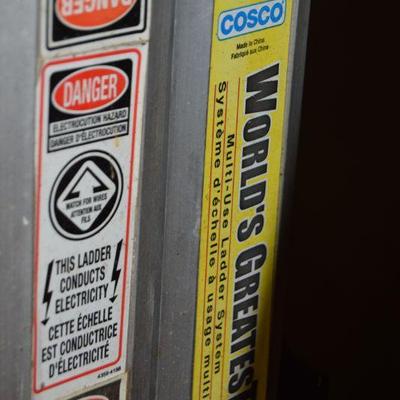 DANGER
DANGER
ELECTROCUTION HAZARD
DANGER D'ÉLECTROCUTION
WATCH FOR WIRES
ATTENTION AUX
FILS
THIS LADDER
CONDUCTS
ELECTRICITY
CETTE ÉCHELLE
EST CONDUCTRICE
D'ÉLECTRICITÉ
COSCO
Made in China
Fabriqué aux Chine
WORLD'S GREATEST
Multi-Use Ladder System
Système d'échelle à usage multi